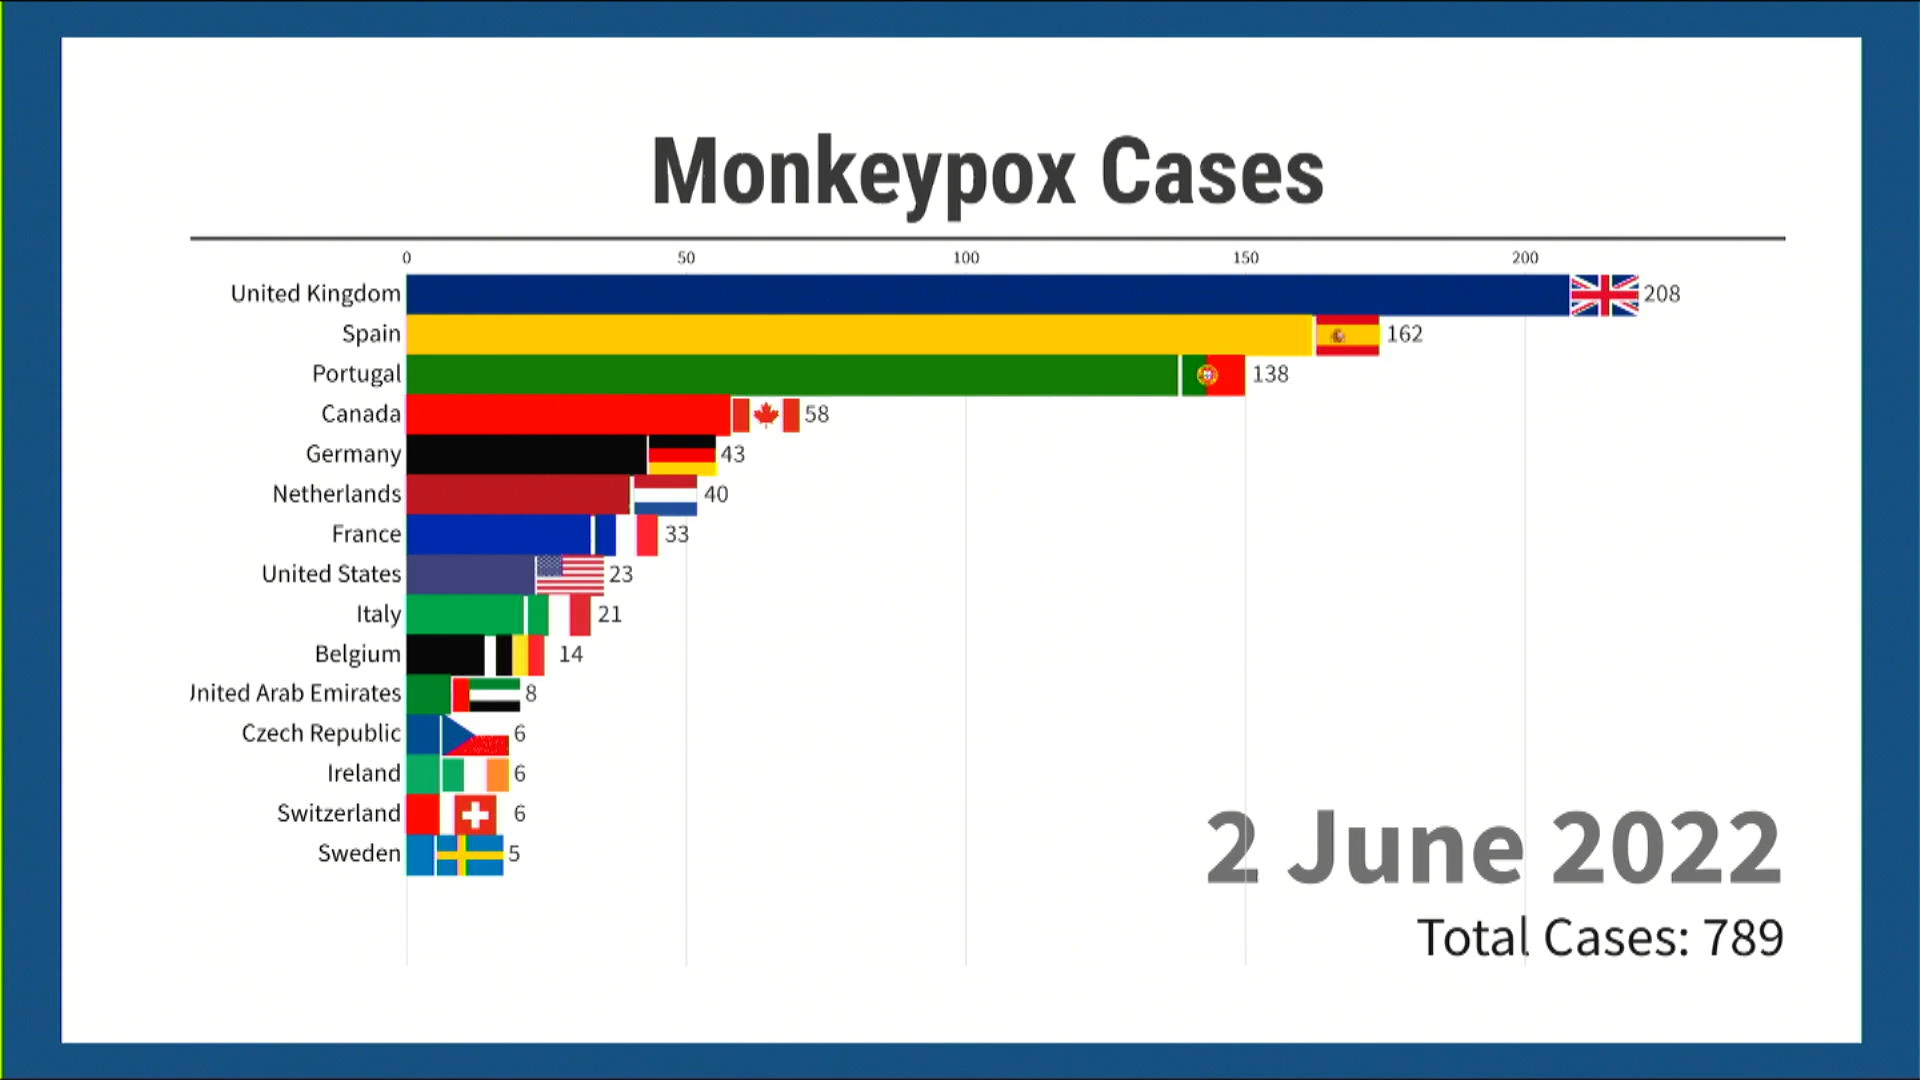 Monkeypox Cases
0 50 100 150 200
United Kingdom 208
Spain 162
Portugal 138
Canada 58
Germany 43
Netherlands 40
France 33
United States 23
Italy 21
Belgium 14
Jnited Arab Emirates 8
Czech Republic 6
Ireland 6
Switzerland 6
Sweden 5
2 June 2022
Total Cases: 789